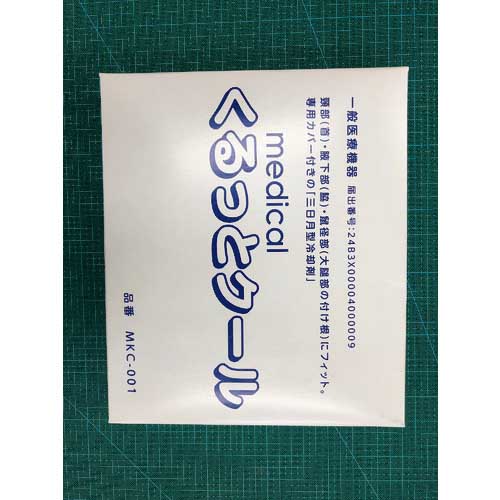 一般医療機器 届出番号:24B3X00004000009
頸部(首)・腋下部(脇)・鼠径部(大腿部の付け根)にフィット。
専用カバー付きの「三日月型冷却剤」
medical
くるっとクール
品番 MKC-001